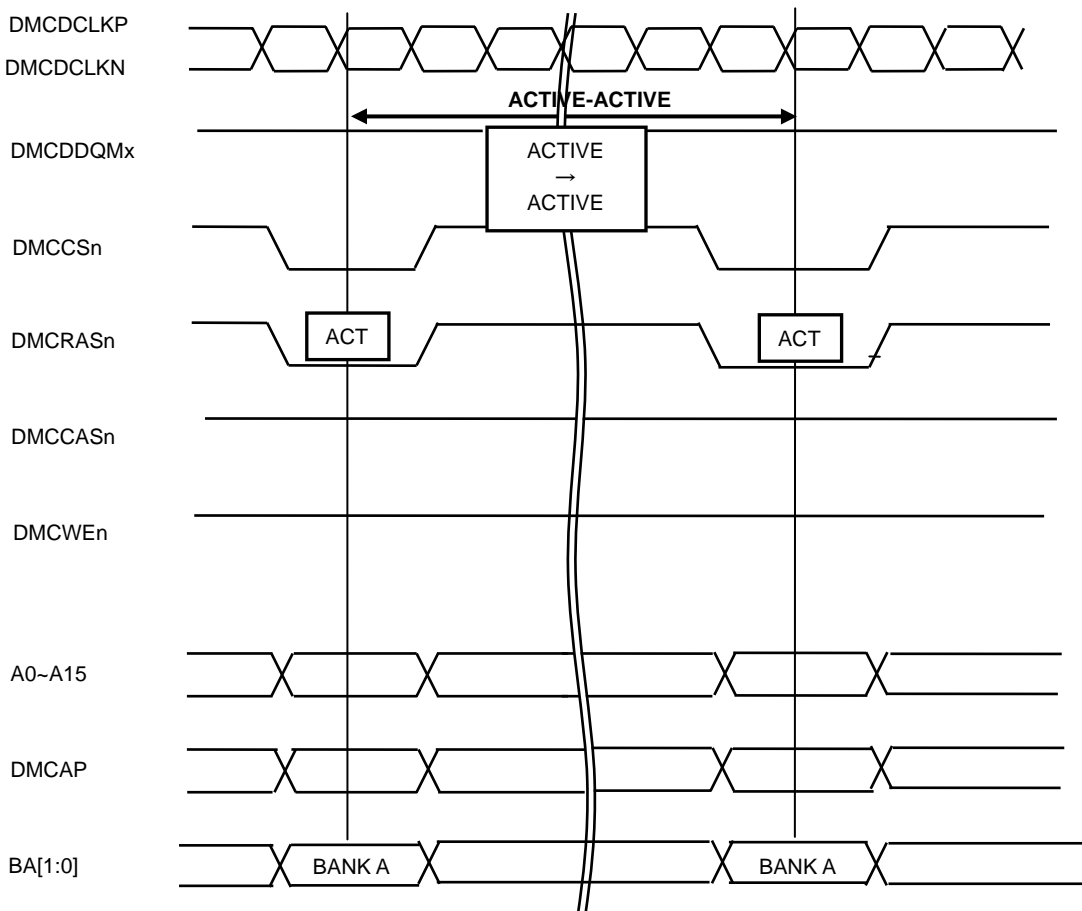 DMCDCLKP
DMCDCLKN
ACTIVE-ACTIVE
DMCDDQMx
ACTIVE
→
ACTIVE
DMCCSn
DMCRASn
ACT
ACT
DMCCASn
DMCWEn
A0~A15
DMCAP
BA[1:0]
BANK A
BANK A